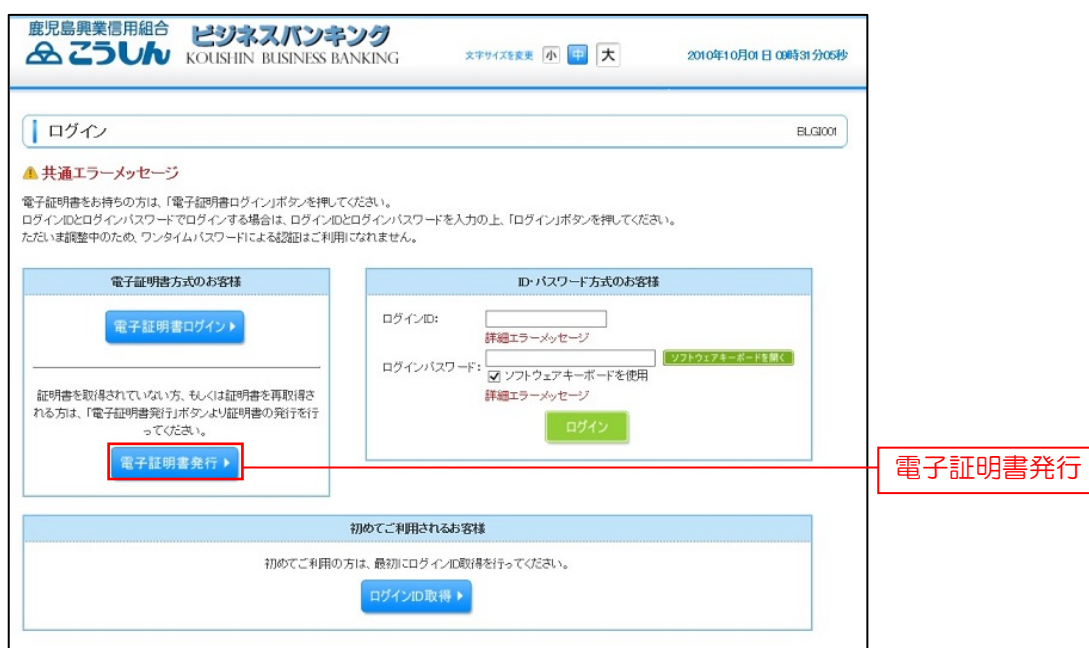 鹿児島興業信用組合
こうしん
ビジネスバンキング
KOUSHIN BUSINESS BANKING
文字サイズを変更 小 中 大
2010年10月01日 09時31分05秒
ログイン
BLGI001
共通エラーメッセージ
電子証明書をお持ちの方は、「電子証明書ログイン」ボタンを押してください。
ログインIDとログインパスワードでログインする場合は、ログインIDとログインパスワードを入力の上、「ログイン」ボタンを押してください。
ただいま調整中のため、ワンタイムパスワードによる認証はご利用になれません。
電子証明書方式のお客様
電子証明書ログイン
証明書を取得されていない方、もしくは証明書を再取得さ
れる方は、「電子証明書発行」ボタンより証明書の発行を行
ってください。
電子証明書発行
ID・パスワード方式のお客様
ログインID:
詳細エラーメッセージ
ログインパスワード:
ソフトウェアキーボードを開く
ソフトウェアキーボードを使用
詳細エラーメッセージ
ログイン
電子証明書発行
初めてご利用されるお客様
初めてご利用の方は、最初にログインID取得を行ってください。
ログインID取得